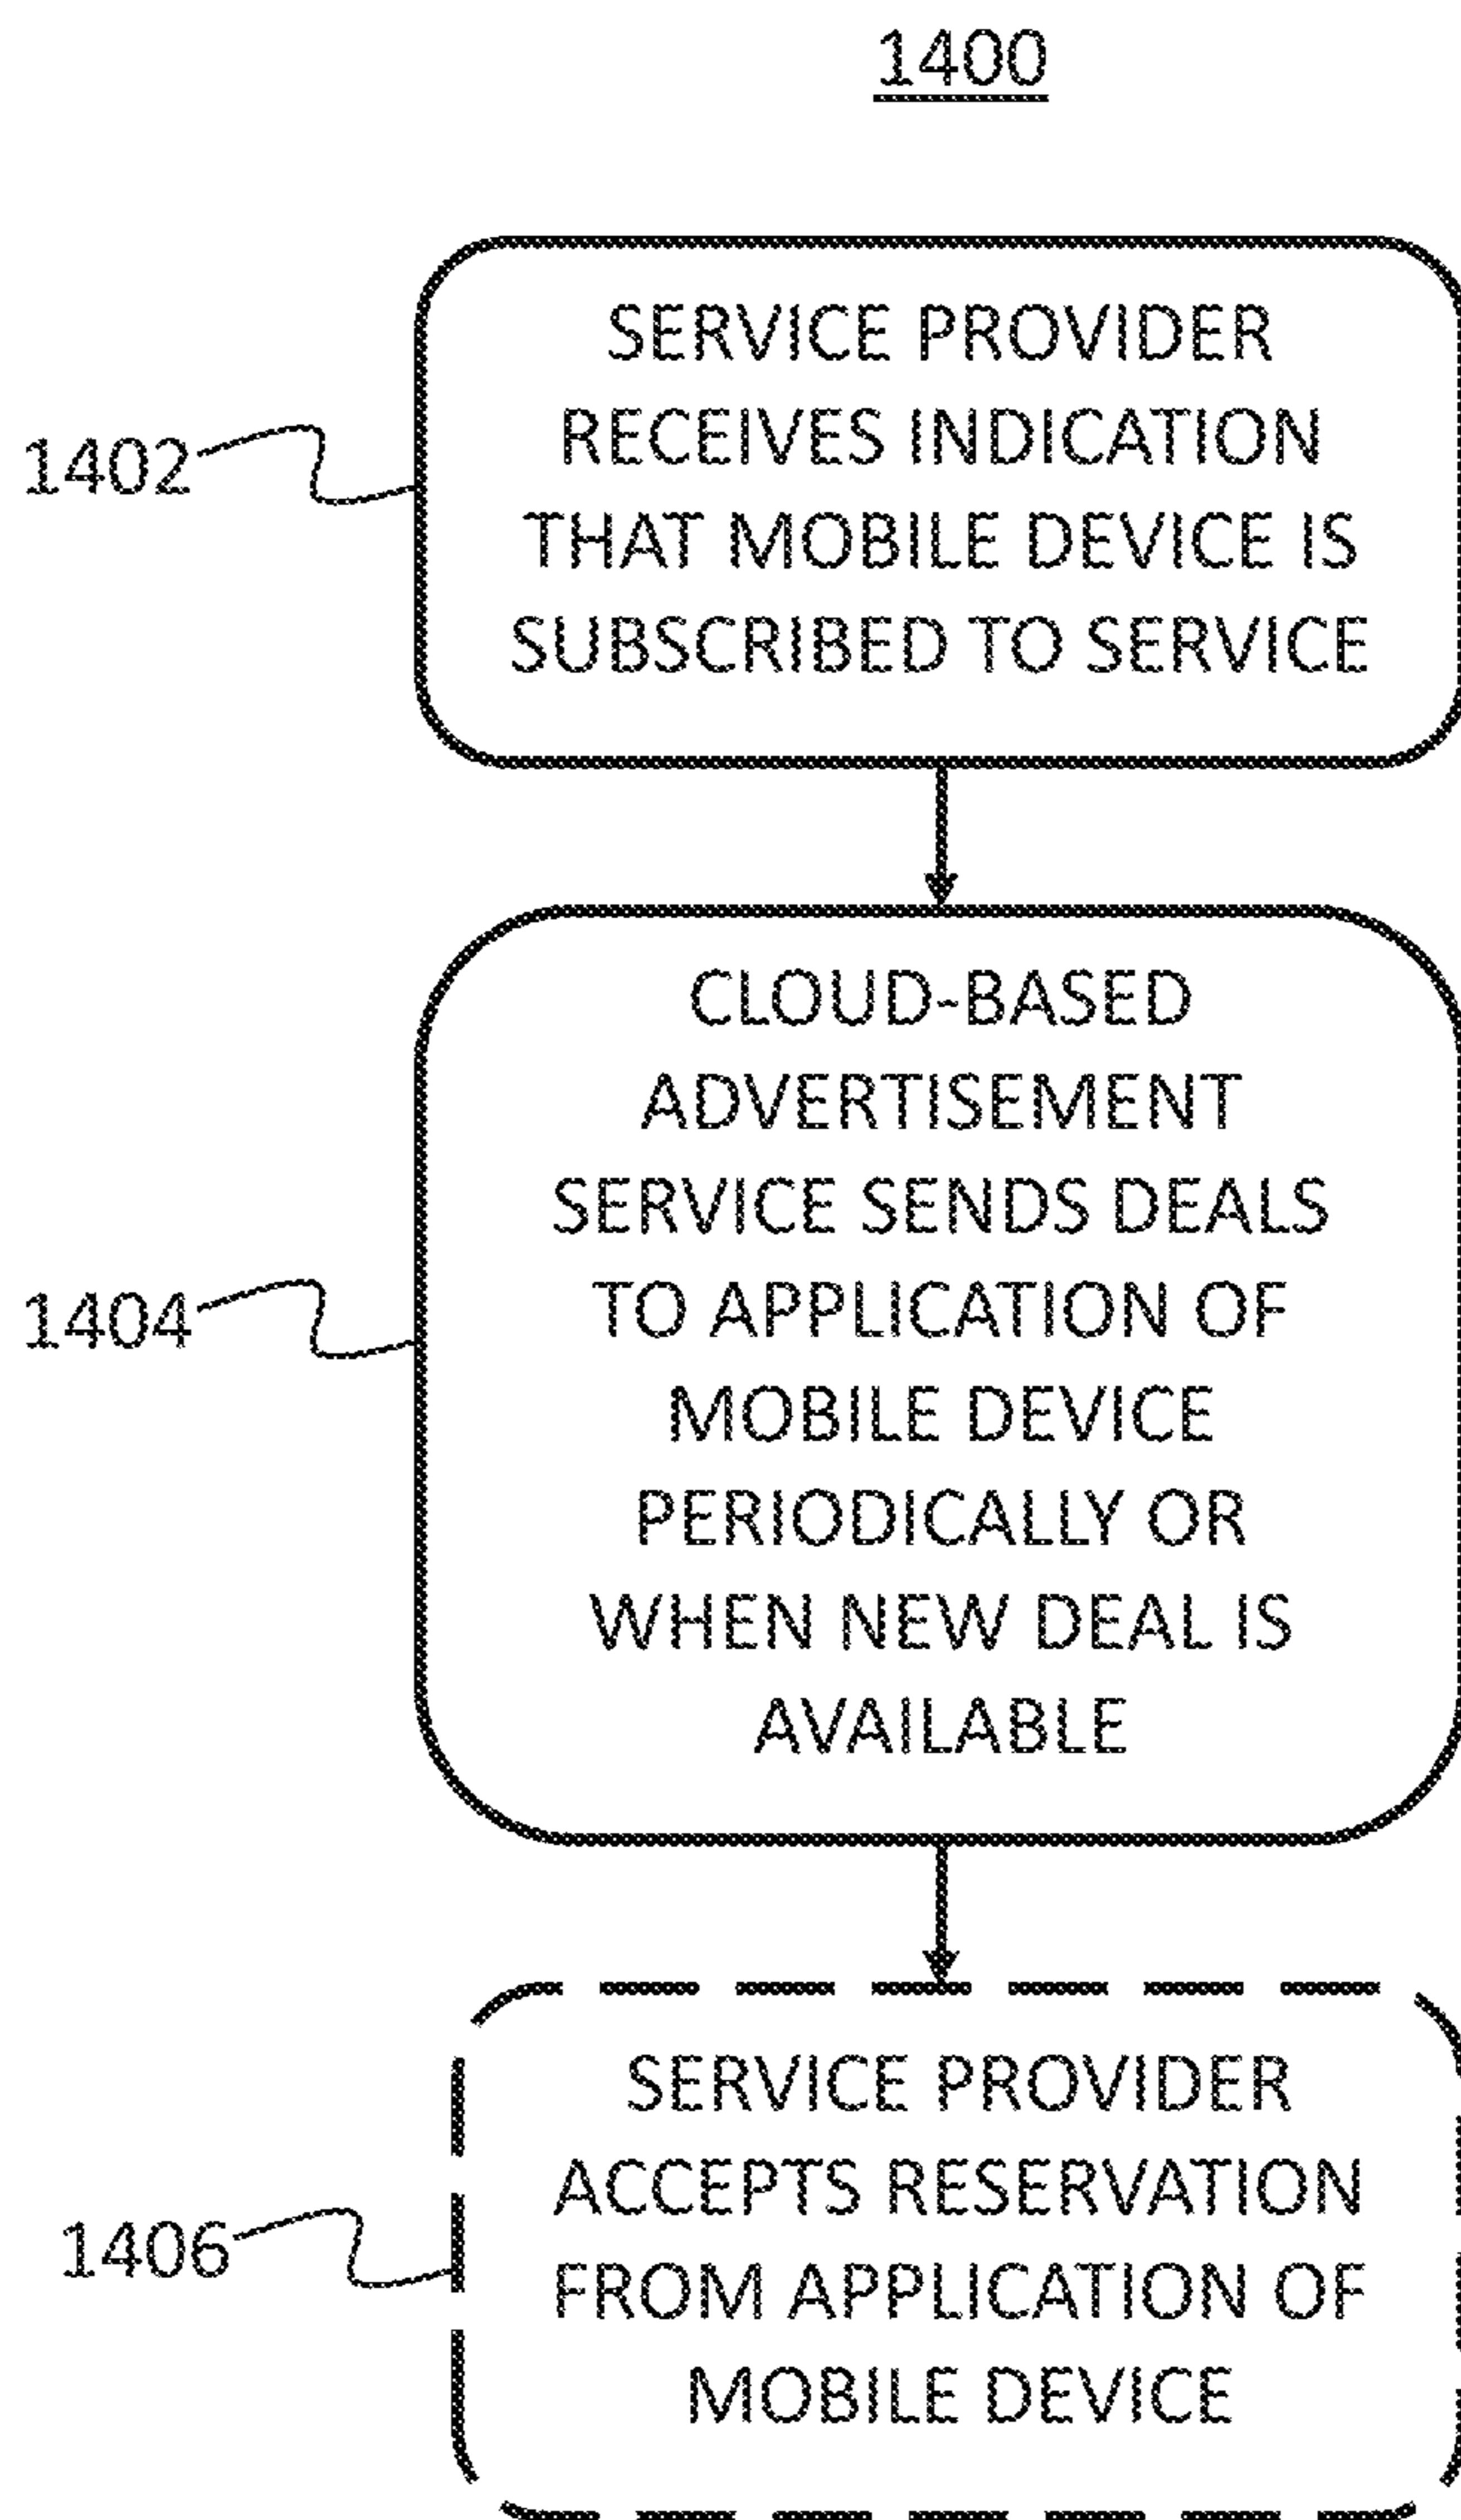 1400
SERVICE PROVIDER
RECEIVES INDICATION
THAT MOBILE DEVICE IS
SUBSCRIBED TO SERVICE
1402
CLOUD-BASED
ADVERTISEMENT
SERVICE SENDS DEALS
TO APPLICATION OF
MOBILE DEVICE
PERIODICALLY OR
WHEN NEW DEAL IS
AVAILABLE
1404
SERVICE PROVIDER
ACCEPTS RESERVATION
FROM APPLICATION OF
MOBILE DEVICE
1406